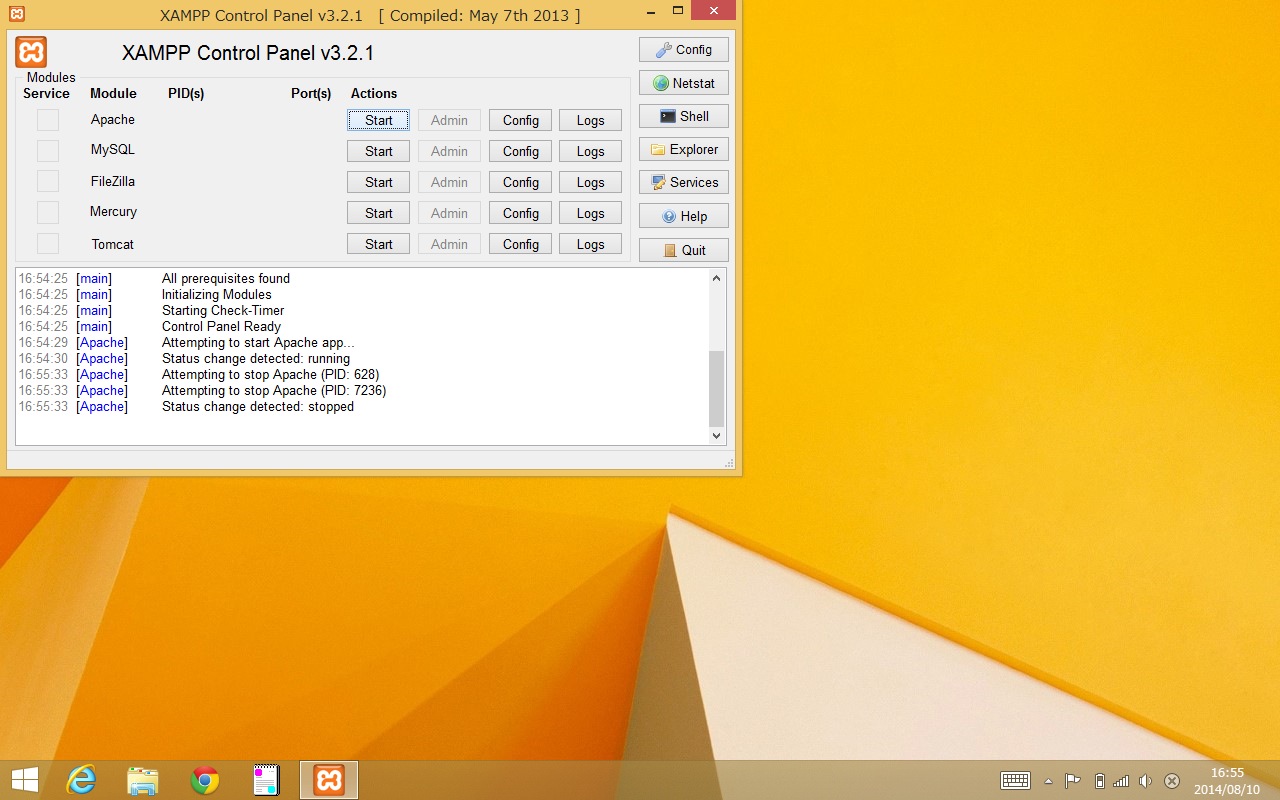 XAMPP Control Panel v3.2.1 [ Compiled: May 7th 2013 ]
XAMPP Control Panel v3.2.1
Config
Modules
Service Module PID(s) Port(s) Actions
Netstat
Apache Start Admin Config Logs
Shell
MySQL Start Admin Config Logs
Explorer
FileZilla Start Admin Config Logs
Services
Mercury Start Admin Config Logs
Help
Tomcat Start Admin Config Logs
Quit
16:54:25 [main] All prerequisites found
16:54:25 [main] Initializing Modules
16:54:25 [main] Starting Check-Timer
16:54:25 [main] Control Panel Ready
16:54:29 [Apache] Attempting to start Apache app...
16:54:30 [Apache] Status change detected: running
16:55:33 [Apache] Attempting to stop Apache (PID: 628)
16:55:33 [Apache] Attempting to stop Apache (PID: 7236)
16:55:33 [Apache] Status change detected: stopped
16:55
2014/08/10